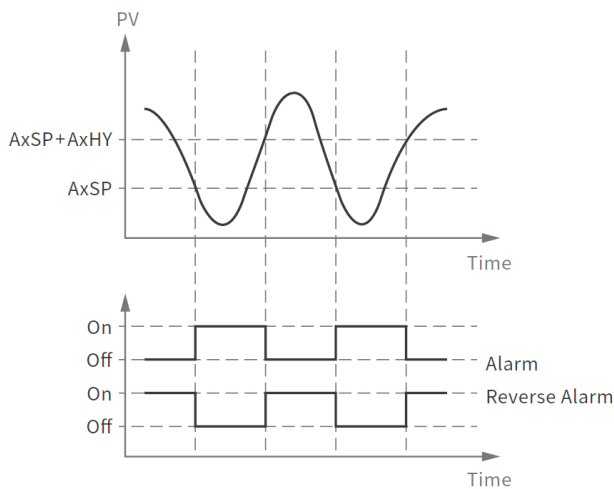 PV
AxSP+AxHY
AxSP
Time
On
Off
Alarm
On
Reverse Alarm
Off
Time